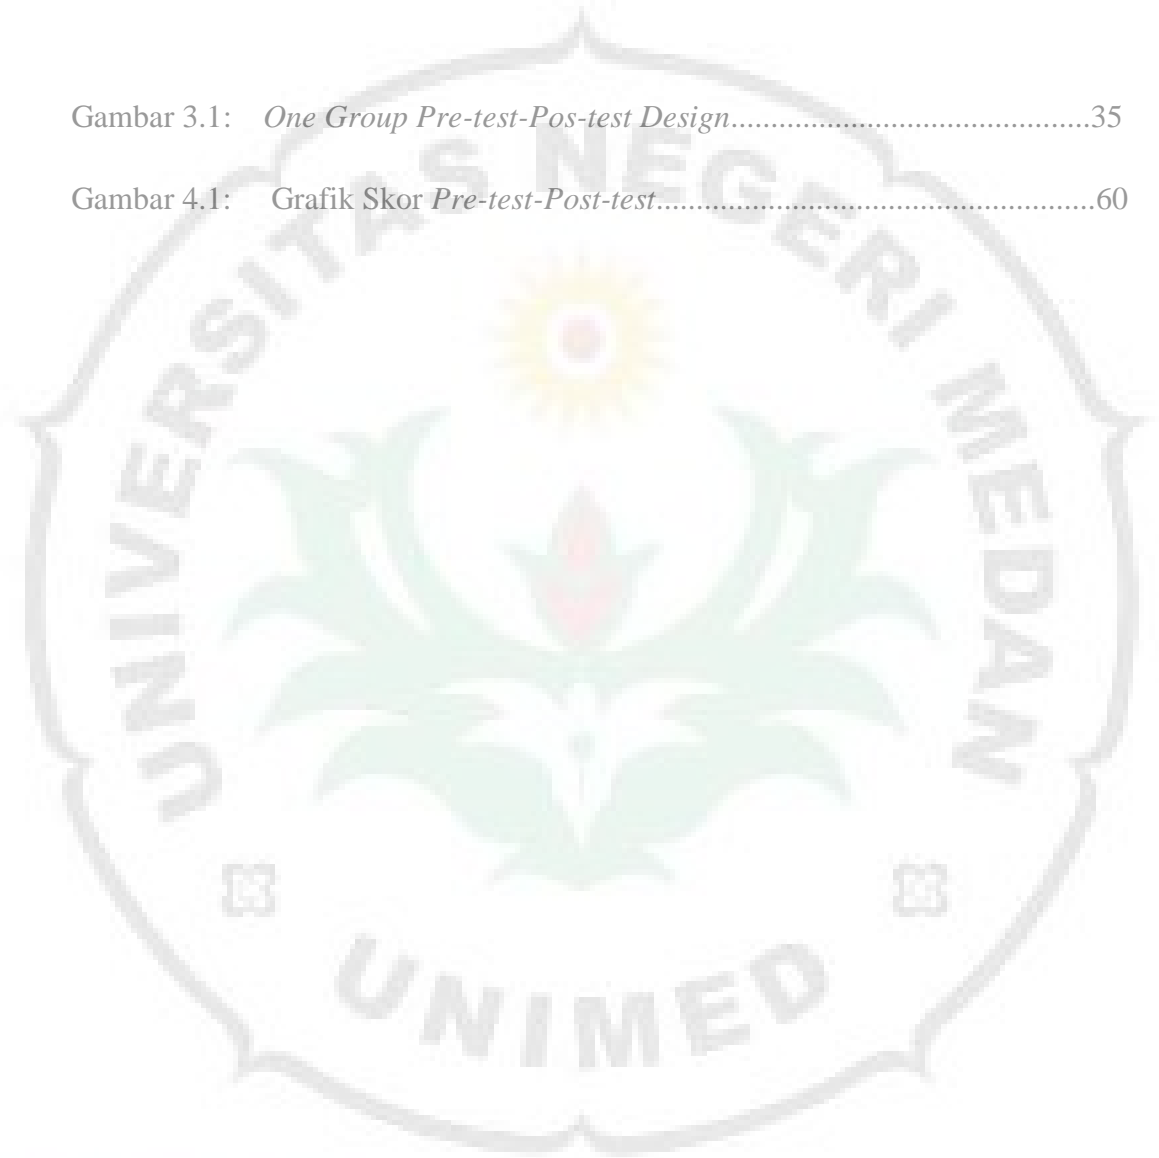 Gambar 3.1: One Group Pre-test-Pos-test Design........................................35
Gambar 4.1: Grafik Skor Pre-test-Post-test.................................................60
UNIVERSITAS NEGERI MEDAN
UNIMED